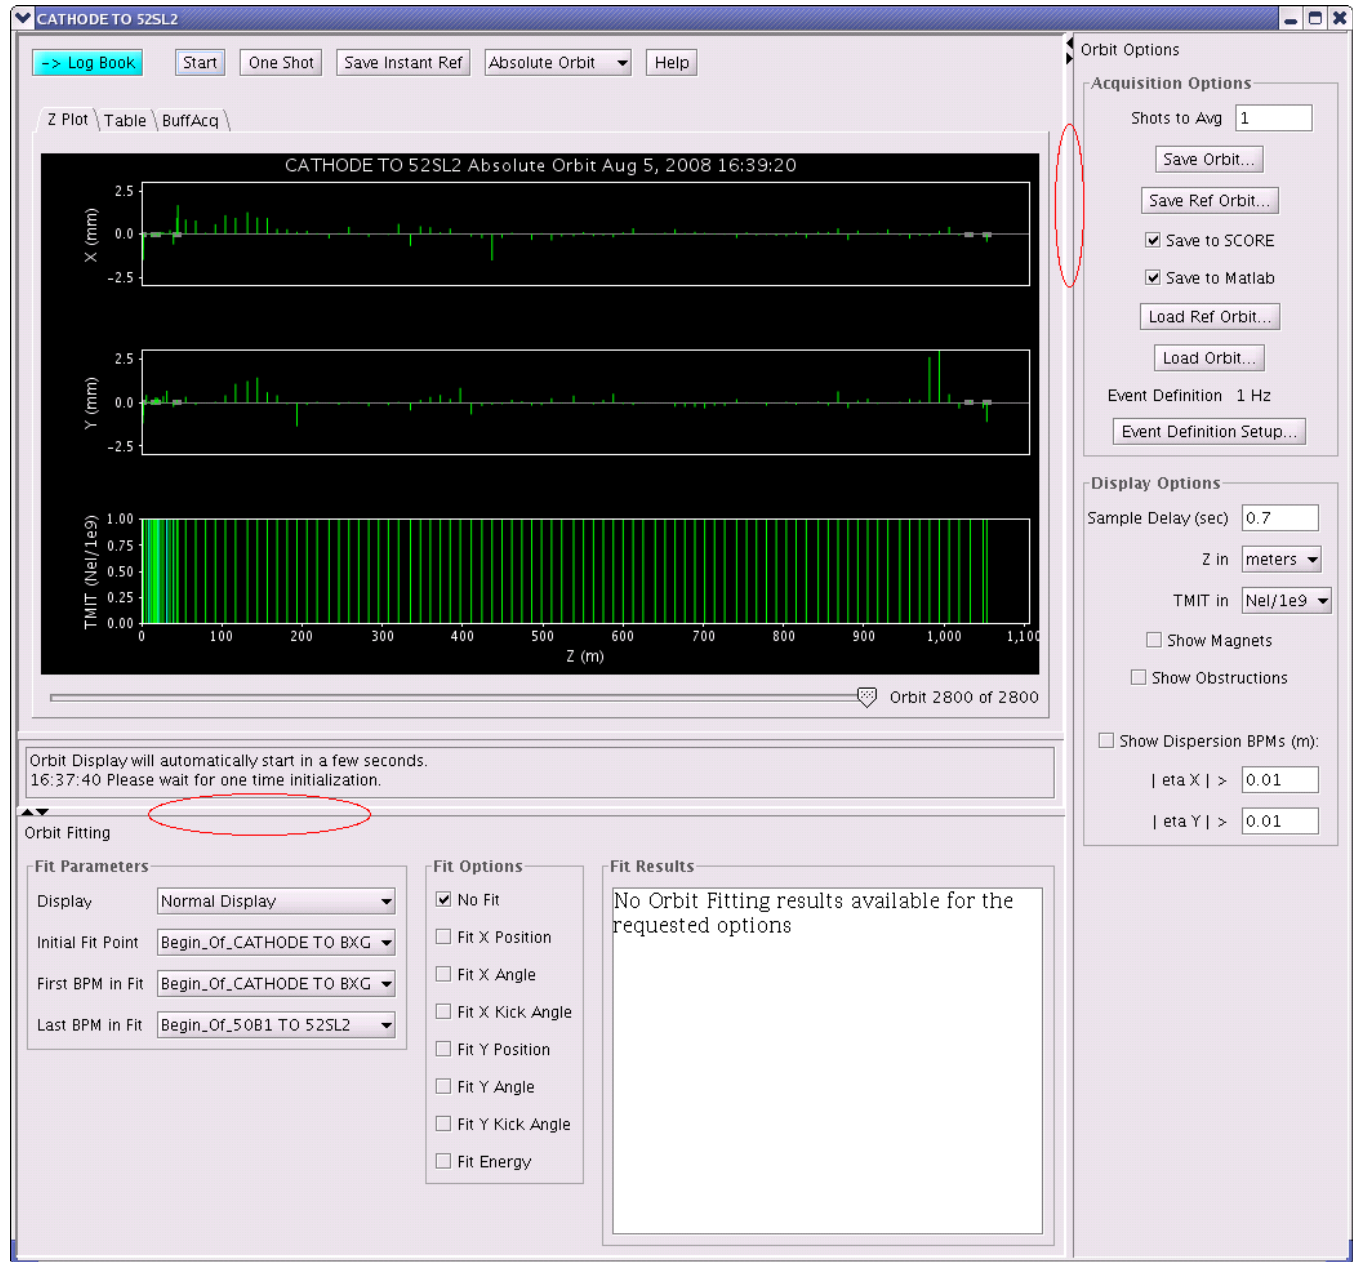 CATHODE TO 52SL2
-> Log Book
Start
One Shot
Save Instant Ref
Absolute Orbit
Help
Z Plot
Table
BuffAcq
CATHODE TO 52SL2 Absolute Orbit Aug 5, 2008 16:39:20
X (mm)
2.5
0.0
-2.5
Y (mm)
2.5
0.0
-2.5
TMIT (Nel/1e9)
1.00
0.75
0.50
0.25
0.00
0 100 200 300 400 500 600 700 800 900 1,000 1,100
Z (m)
Orbit 2800 of 2800
Orbit Display will automatically start in a few seconds.
16:37:40 Please wait for one time initialization.
Orbit Fitting
Fit Parameters
Display Normal Display
Initial Fit Point Begin_Of_CATHODE TO BXG
First BPM in Fit Begin_Of_CATHODE TO BXG
Last BPM in Fit Begin_Of_50B1 TO 52SL2
Fit Options
No Fit
Fit X Position
Fit X Angle
Fit X Kick Angle
Fit Y Position
Fit Y Angle
Fit Y Kick Angle
Fit Energy
Fit Results
No Orbit Fitting results available for the
requested options
Orbit Options
Acquisition Options
Shots to Avg 1
Save Orbit...
Save Ref Orbit...
Save to SCORE
Save to Matlab
Load Ref Orbit...
Load Orbit...
Event Definition 1 Hz
Event Definition Setup...
Display Options
Sample Delay (sec) 0.7
Z in meters
TMIT in Nel/1e9
Show Magnets
Show Obstructions
Show Dispersion BPMs (m):
| eta X | > 0.01
| eta Y | > 0.01